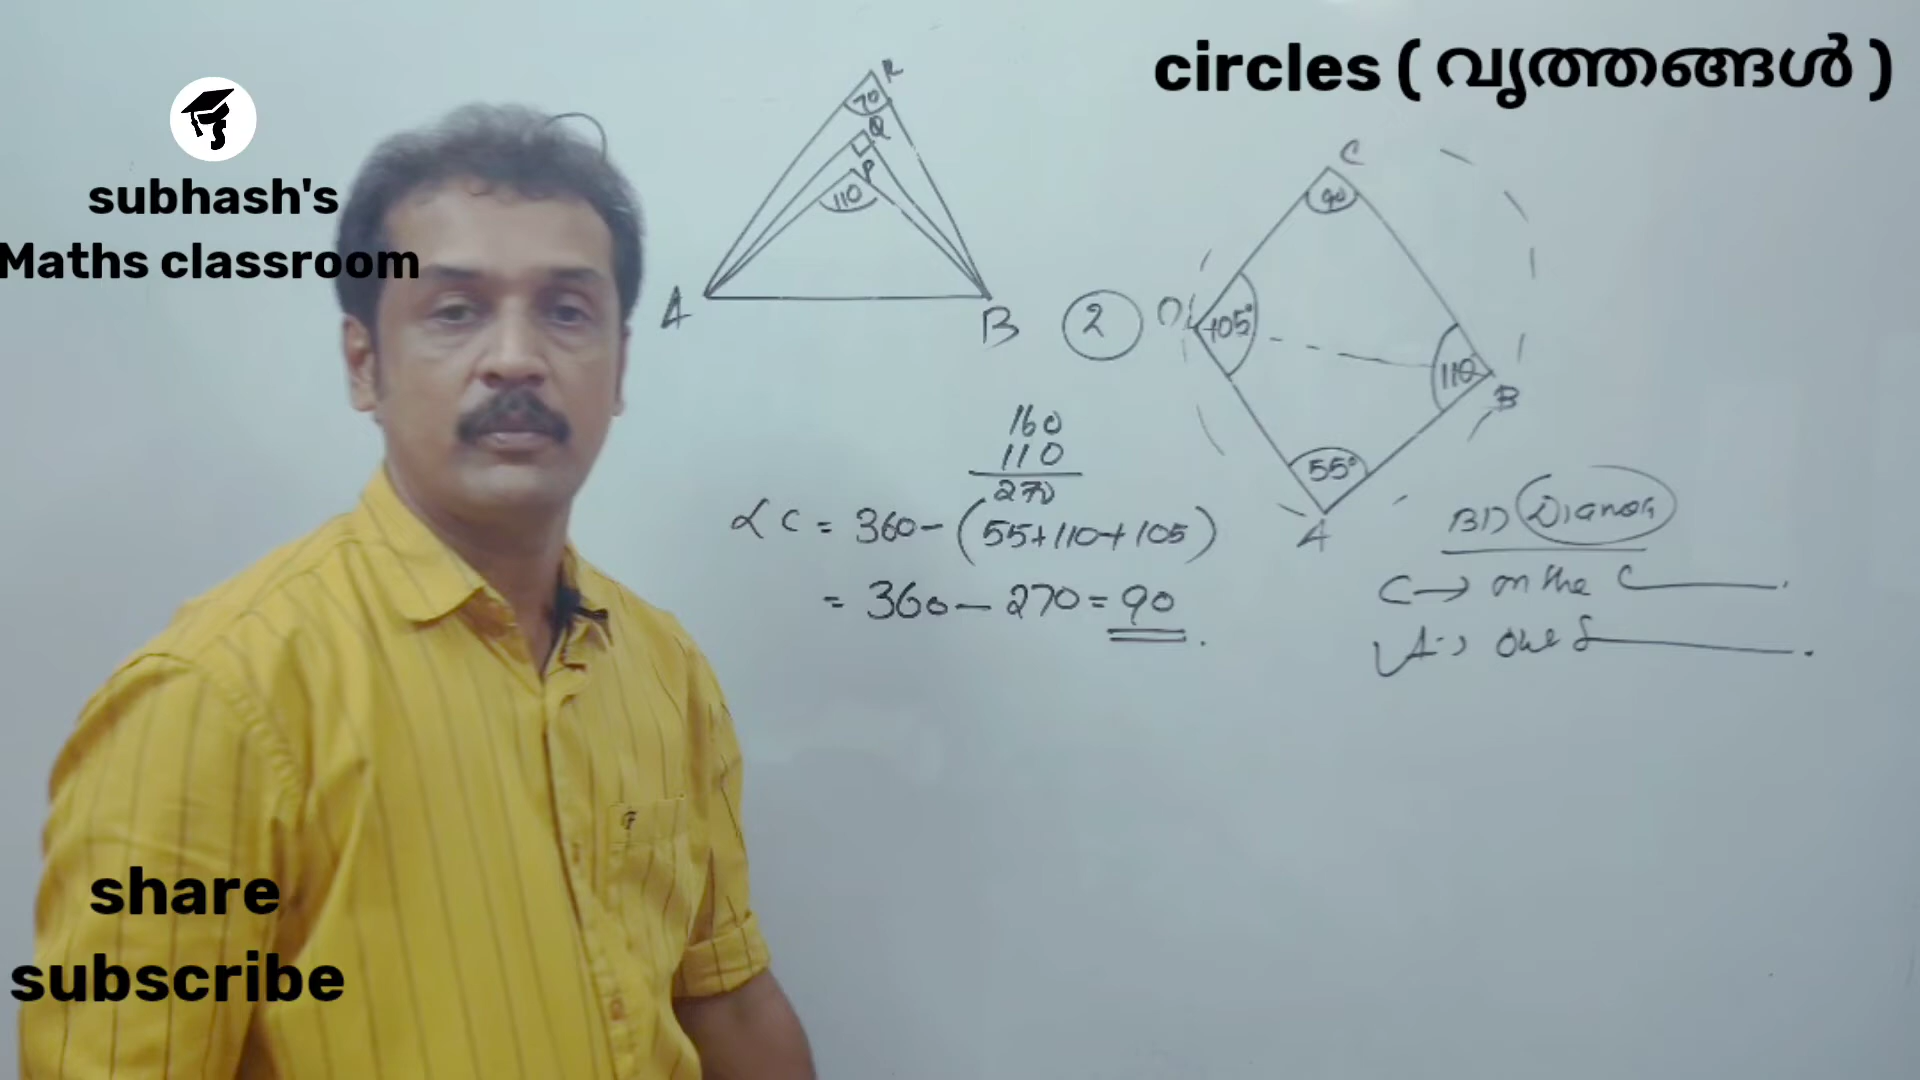 circles ( വൃത്തങ്ങൾ )
subhash's
Maths classroom
share
subscribe
R
70
Q
P
110
A
B
2
C
90
105°
110
B
55°
A
160
110
270
∠C = 360 - (55+110+105)
= 360 - 270 = 90
BD
C → on the C
A →